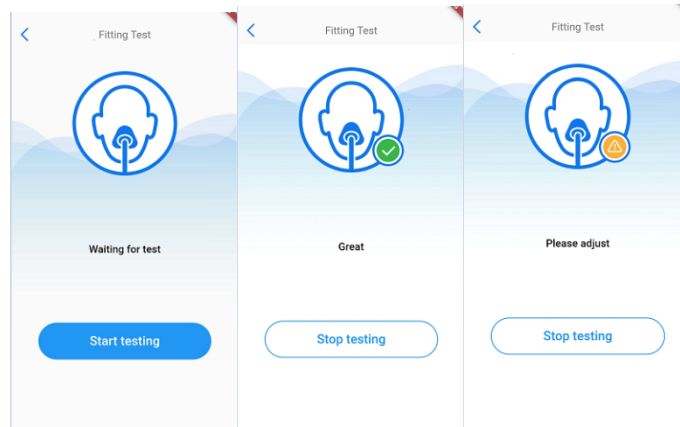 Fitting Test
Waiting for test
Start testing
Fitting Test
Great
Stop testing
Fitting Test
Please adjust
Stop testing